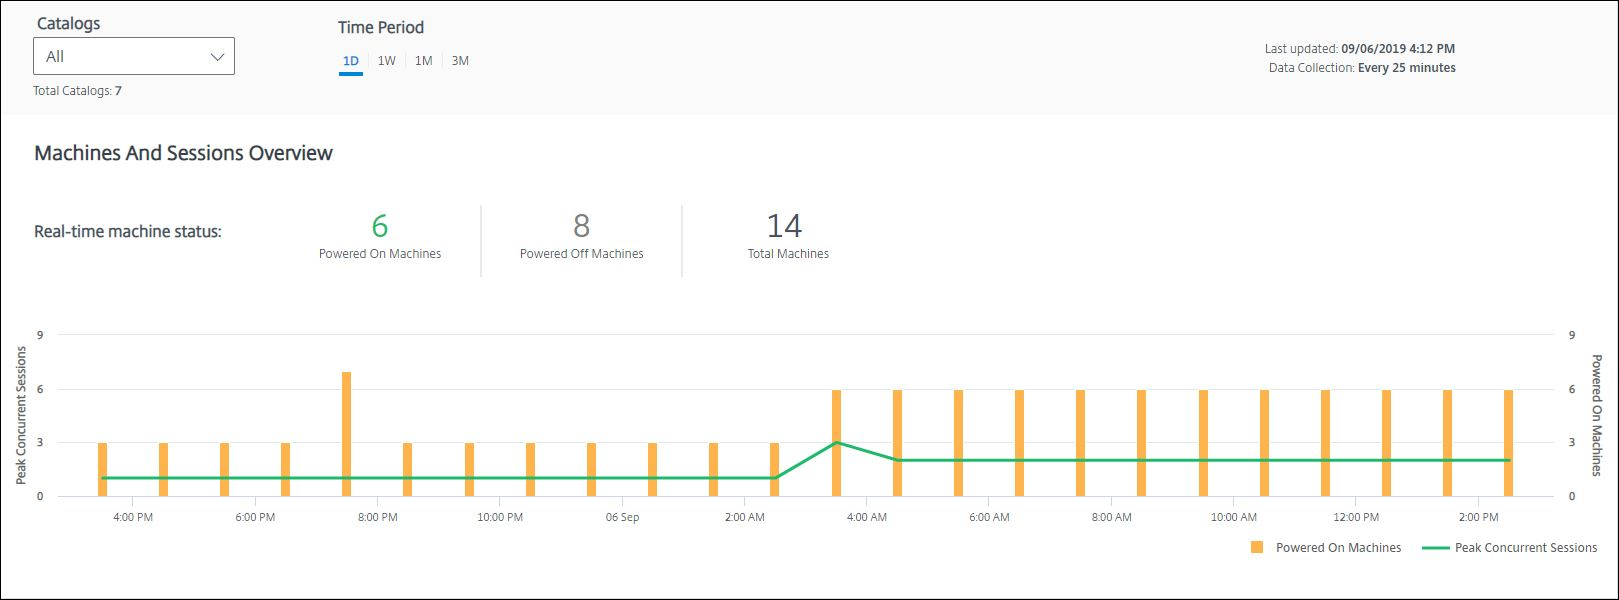 Catalogs
All
Total Catalogs: 7
Time Period
1D 1W 1M 3M
Last updated: 09/06/2019 4:12 PM
Data Collection: Every 25 minutes
Machines And Sessions Overview
Real-time machine status:
6
Powered On Machines
8
Powered Off Machines
14
Total Machines
Peak Concurrent Sessions
9
6
3
0
9
6
3
0
Powered On Machines
4:00 PM 6:00 PM 8:00 PM 10:00 PM 06 Sep 2:00 AM 4:00 AM 6:00 AM 8:00 AM 10:00 AM 12:00 PM 2:00 PM
Powered On Machines Peak Concurrent Sessions